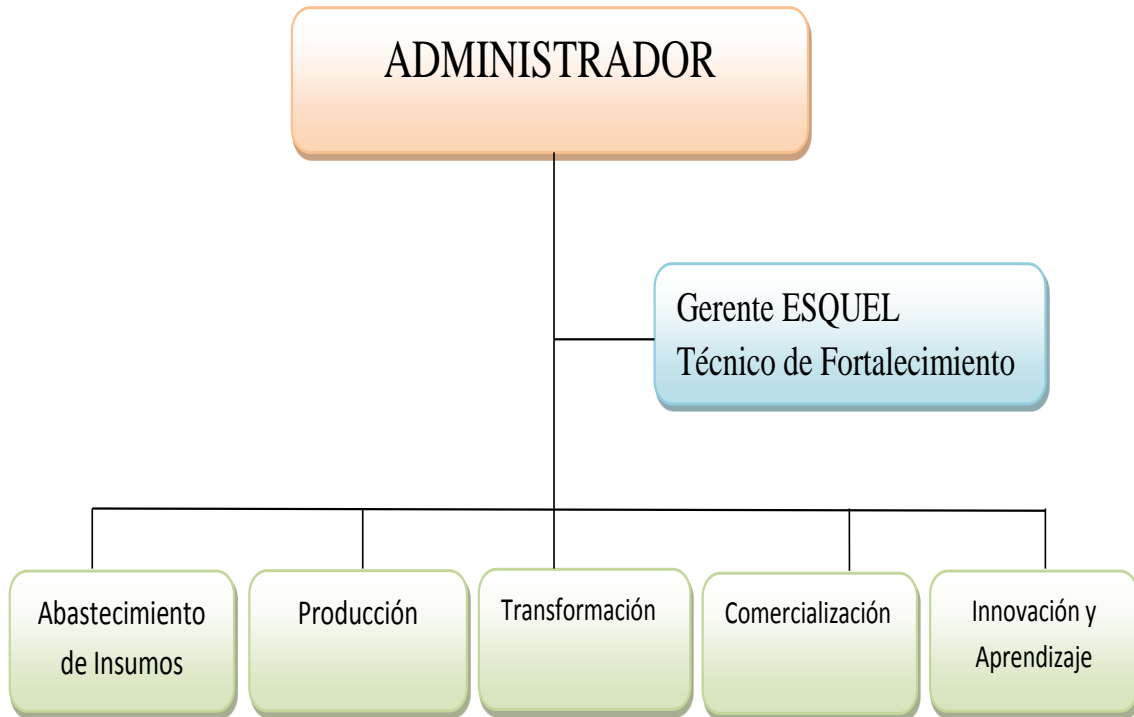 ADMINISTRADOR
Gerente ESQUEL
Técnico de Fortalecimiento
Abastecimiento
de Insumos
Producción
Transformación
Comercialización
Innovación y
Aprendizaje